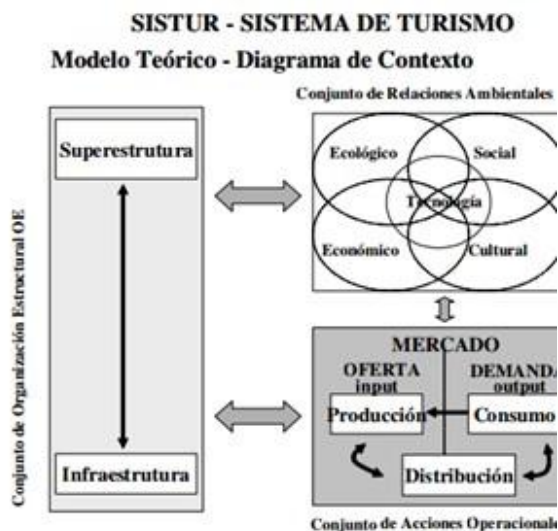 SISTUR - SISTEMA DE TURISMO
Modelo Teórico - Diagrama de Contexto
Conjunto de Organización Estructural OE
Superestrutura
Infraestrutura
Conjunto de Relaciones Ambientales
Ecológico
Social
Tecnología
Económico
Cultural
MERCADO
OFERTA
input
DEMANDA
output
Producción
Consumo
Distribución
Conjunto de Acciones Operacionale